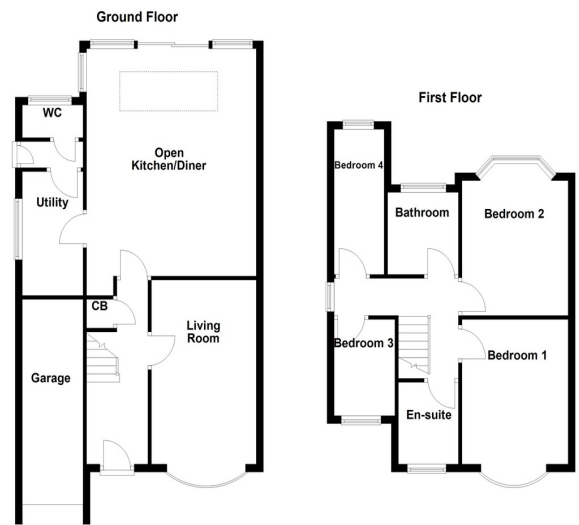 Ground Floor
WC
Open
Kitchen/Diner
Utility
CB
Living
Room
Garage
First Floor
Bedroom 4
Bathroom
Bedroom 2
Bedroom 3
Bedroom 1
En-suite